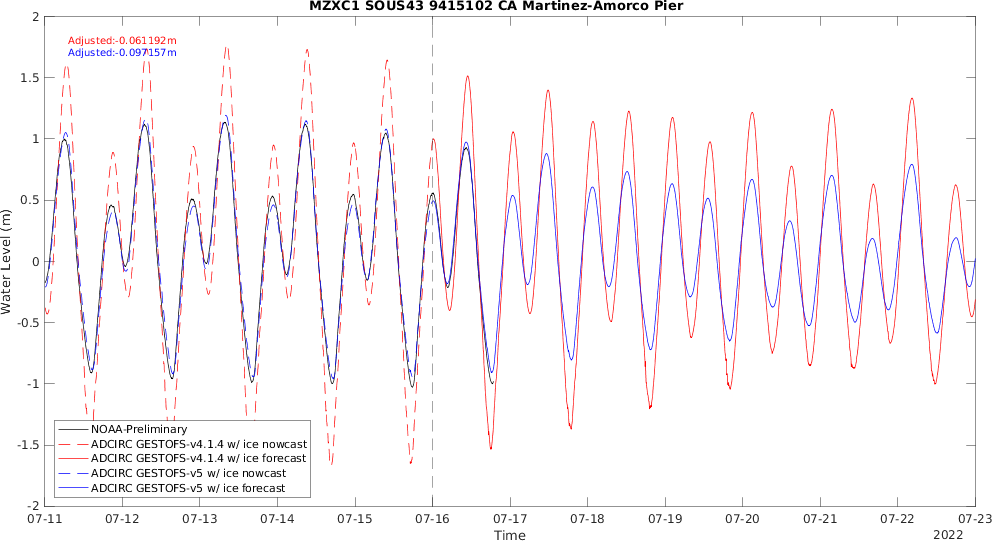 MZXC1 SOUS43 9415102 CA Martinez-Amorco Pier
Adjusted:-0.061192m
Adjusted:-0.097157m
2
1.5
1
0.5
0
-0.5
-1
-1.5
-2
Water Level (m)
NOAA-Preliminary
ADCIRC GESTOFS-v4.1.4 w/ ice nowcast
ADCIRC GESTOFS-v4.1.4 w/ ice forecast
ADCIRC GESTOFS-v5 w/ ice nowcast
ADCIRC GESTOFS-v5 w/ ice forecast
07-11 07-12 07-13 07-14 07-15 07-16 07-17 07-18 07-19 07-20 07-21 07-22 07-23
Time
2022